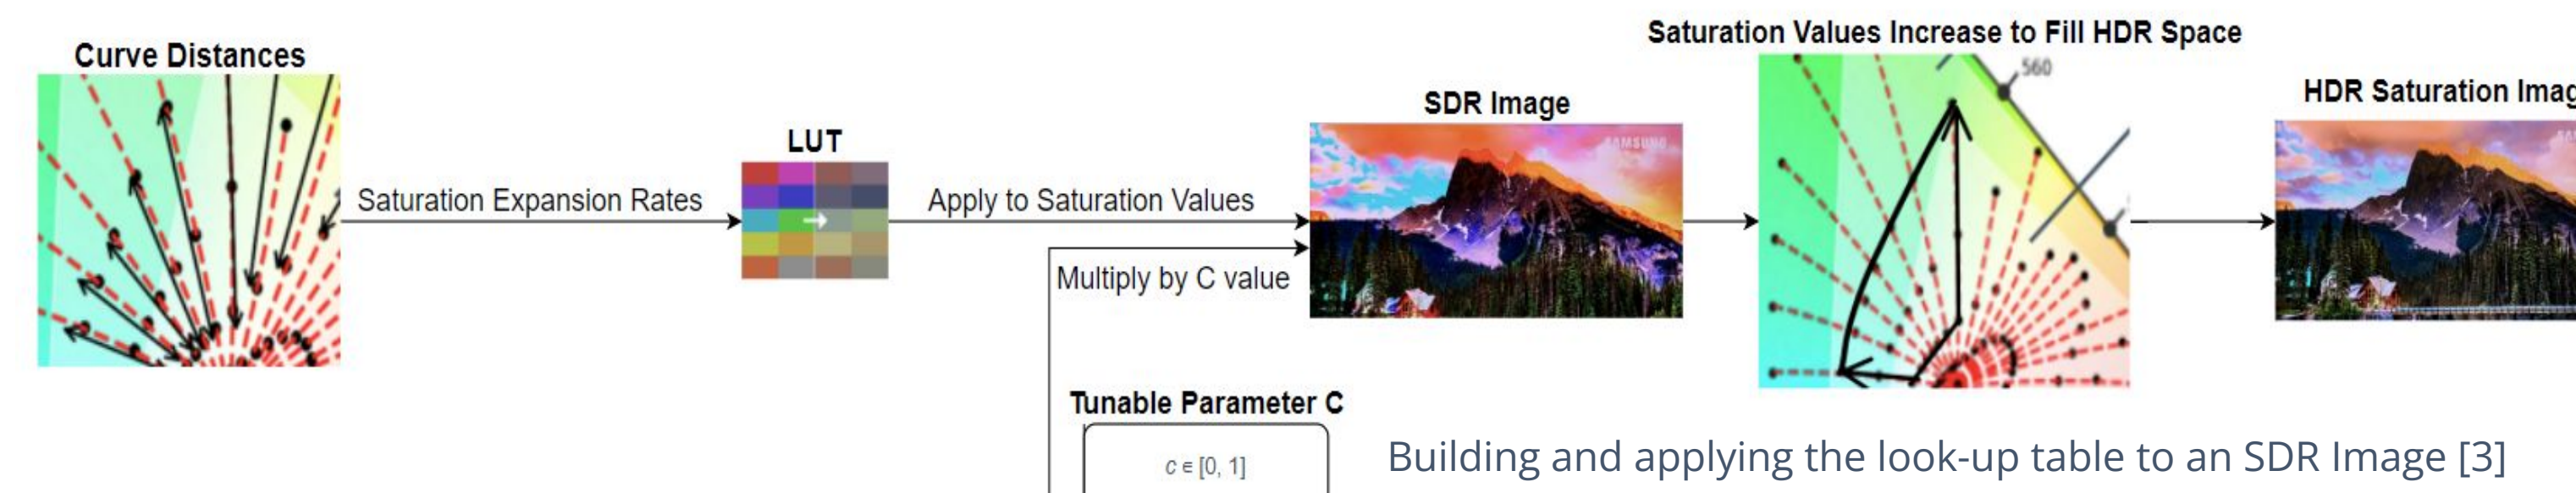 Curve Distances
Saturation Expansion Rates
LUT
Apply to Saturation Values
Multiply by C value
SDR Image
SAMSUNG
Saturation Values Increase to Fill HDR Space
560
HDR Saturation
Tunable Parameter C
c ∈ [0, 1]
Building and applying the look-up table to an SDR Image [3]